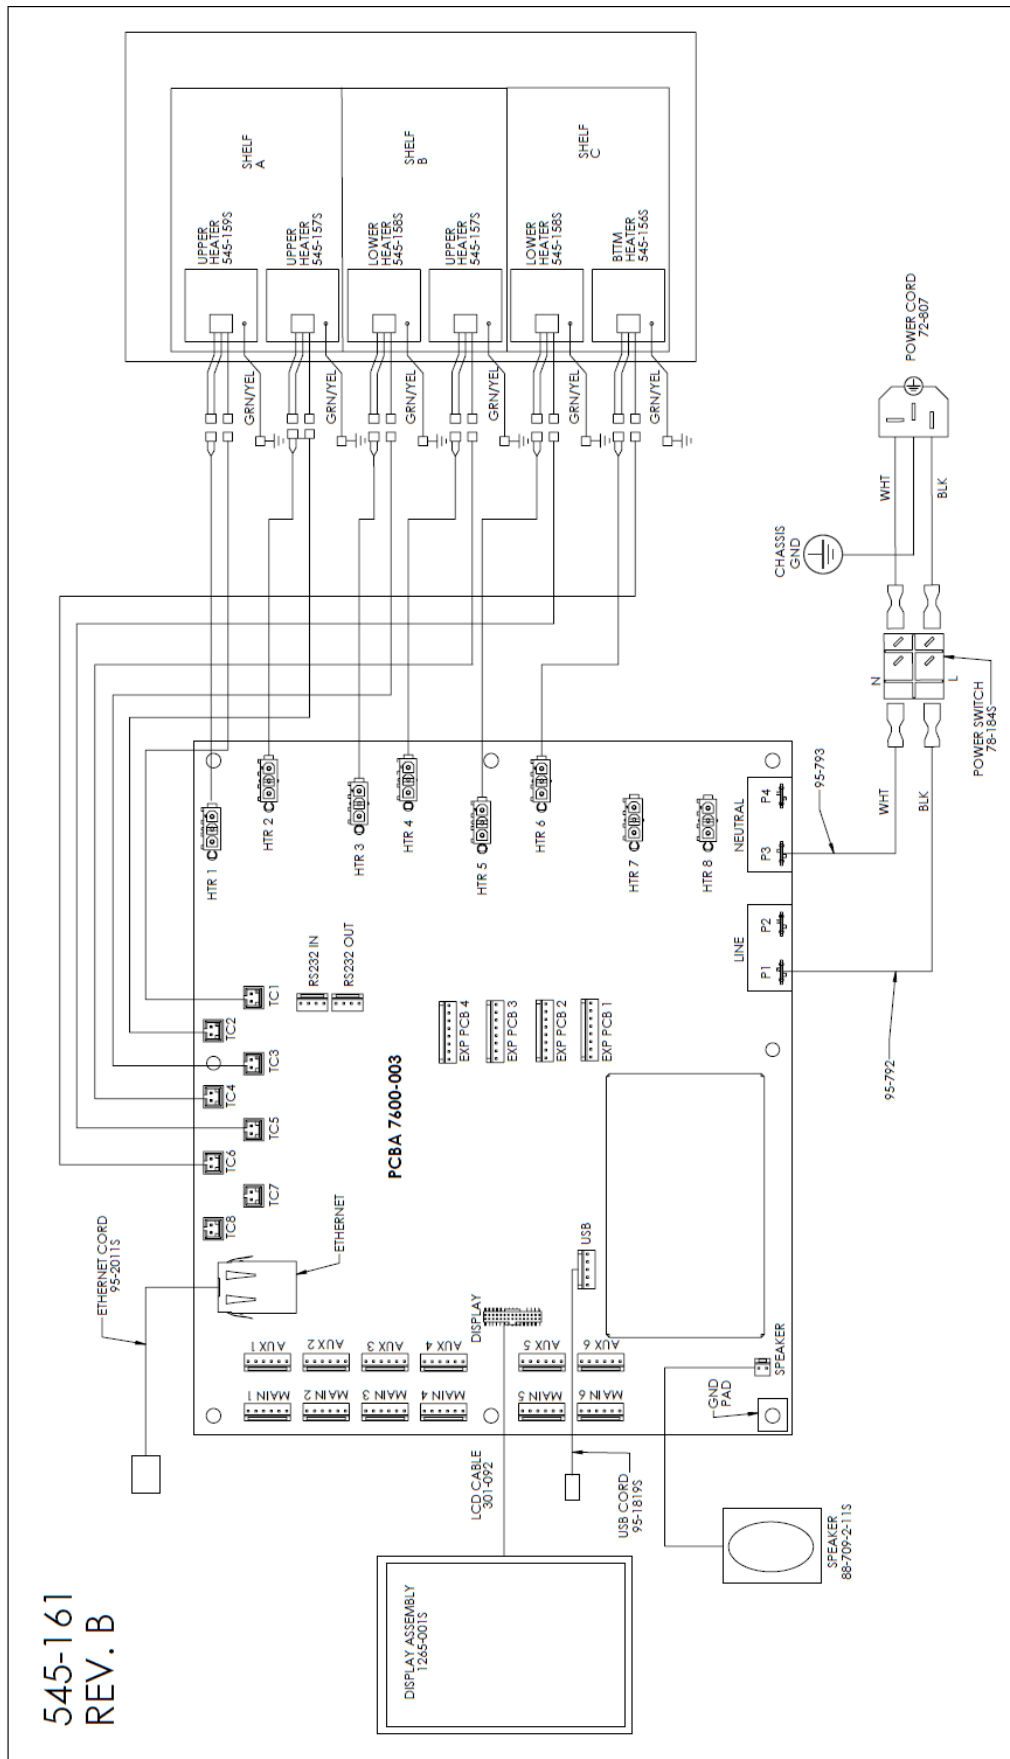 545-161
REV. B
SHELF
A
SHELF
B
SHELF
C
UPPER
HEATER
545-159S
UPPER
HEATER
545-157S
LOWER
HEATER
545-158S
UPPER
HEATER
545-157S
LOWER
HEATER
545-158S
BTTM
HEATER
545-156S
GRN/YEL
GRN/YEL
GRN/YEL
GRN/YEL
GRN/YEL
GRN/YEL
POWER CORD
72-807
WHT
BLK
CHASSIS
GND
N
L
POWER SWITCH
78-184S
95-793
WHT
BLK
95-792
HTR 1
HTR 2
HTR 3
HTR 4
HTR 5
HTR 6
HTR 7
HTR 8
NEUTRAL
P3
P4
LINE
P1
P2
RS232 IN
RS232 OUT
TC1
TC2
TC3
TC4
TC5
TC6
TC7
TC8
EXP PCB 4
EXP PCB 3
EXP PCB 2
EXP PCB 1
PCBA 7600-003
ETHERNET CORD
95-2011S
ETHERNET
USB
DISPLAY
AUX 1
AUX 2
AUX 3
AUX 4
AUX 5
AUX 6
MAIN 1
MAIN 2
MAIN 3
MAIN 4
MAIN 5
MAIN 6
SPEAKER
GND
PAD
LCD CABLE
301-092
USB CORD
95-1819S
DISPLAY ASSEMBLY
1265-001S
SPEAKER
88-709-2-11S